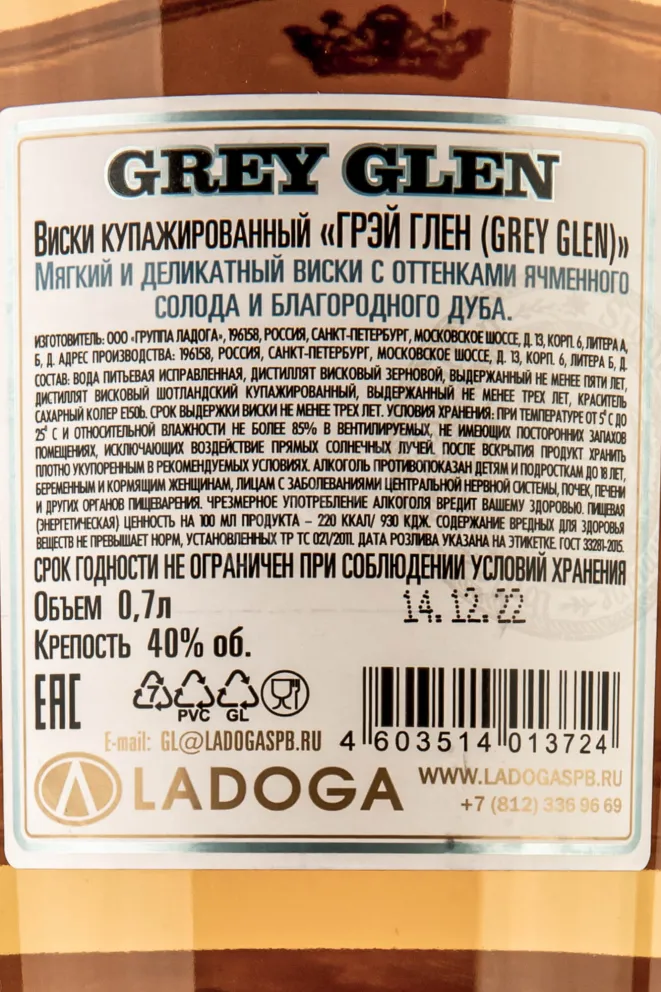 GREY GLEN
Виски купажированный «ГРЭЙ ГЛЕН (GREY GLEN)»
Мягкий и деликатный виски с оттенками ячменного
солода и благородного дуба.
ИЗГОТОВИТЕЛЬ: ООО «ГРУППА ЛАДОГА», 196158, РОССИЯ, САНКТ-ПЕТЕРБУРГ, МОСКОВСКОЕ ШОССЕ, Д. 13, КОРП. 6, ЛИТЕРА А,
Б, Д. АДРЕС ПРОИЗВОДСТВА: 196158, РОССИЯ, САНКТ-ПЕТЕРБУРГ, МОСКОВСКОЕ ШОССЕ, Д. 13, КОРП. 6, ЛИТЕРА Б, Д.
СОСТАВ: ВОДА ПИТЬЕВАЯ ИСПРАВЛЕННАЯ, ДИСТИЛЛЯТ ВИСКОВЫЙ ЗЕРНОВОЙ, ВЫДЕРЖАННЫЙ НЕ МЕНЕЕ ПЯТИ ЛЕТ,
ДИСТИЛЛЯТ ВИСКОВЫЙ ШОТЛАНДСКИЙ КУПАЖИРОВАННЫЙ, ВЫДЕРЖАННЫЙ НЕ МЕНЕЕ ТРЕХ ЛЕТ, КРАСИТЕЛЬ
САХАРНЫЙ КОЛЕР Е150b. СРОК ВЫДЕРЖКИ ВИСКИ НЕ МЕНЕЕ ТРЕХ ЛЕТ. УСЛОВИЯ ХРАНЕНИЯ: ПРИ ТЕМПЕРАТУРЕ ОТ 5° С ДО
25° С И ОТНОСИТЕЛЬНОЙ ВЛАЖНОСТИ НЕ БОЛЕЕ 85% В ВЕНТИЛИРУЕМЫХ, НЕ ИМЕЮЩИХ ПОСТОРОННИХ ЗАПАХОВ
ПОМЕЩЕНИЯХ, ИСКЛЮЧАЮЩИХ ВОЗДЕЙСТВИЕ ПРЯМЫХ СОЛНЕЧНЫХ ЛУЧЕЙ. ПОСЛЕ ВСКРЫТИЯ ПРОДУКТ ХРАНИТЬ
ПЛОТНО УКУПОРЕННЫМ В РЕКОМЕНДУЕМЫХ УСЛОВИЯХ. АЛКОГОЛЬ ПРОТИВОПОКАЗАН ДЕТЯМ И ПОДРОСТКАМ ДО 18 ЛЕТ,
БЕРЕМЕННЫМ И КОРМЯЩИМ ЖЕНЩИНАМ, ЛИЦАМ С ЗАБОЛЕВАНИЯМИ ЦЕНТРАЛЬНОЙ НЕРВНОЙ СИСТЕМЫ, ПОЧЕК, ПЕЧЕНИ
И ДРУГИХ ОРГАНОВ ПИЩЕВАРЕНИЯ. ЧРЕЗМЕРНОЕ УПОТРЕБЛЕНИЕ АЛКОГОЛЯ ВРЕДИТ ВАШЕМУ ЗДОРОВЬЮ. ПИЩЕВАЯ
(ЭНЕРГЕТИЧЕСКАЯ) ЦЕННОСТЬ НА 100 МЛ ПРОДУКТА – 220 ККАЛ/ 930 КДЖ. СОДЕРЖАНИЕ ВРЕДНЫХ ДЛЯ ЗДОРОВЬЯ
ВЕЩЕСТВ НЕ ПРЕВЫШАЕТ НОРМ, УСТАНОВЛЕННЫХ ТР ТС 021/2011. ДАТА РОЗЛИВА УКАЗАНА НА ЭТИКЕТКЕ. ГОСТ 33281-2015.
СРОК ГОДНОСТИ НЕ ОГРАНИЧЕН ПРИ СОБЛЮДЕНИИ УСЛОВИЙ ХРАНЕНИЯ
Объем 0,7л
14.12.22
Крепость 40% об.
EAC
7
PVC GL
E-mail: GL@LADOGASPB.RU
4 603514 013724
LADOGA
WWW.LADOGASPB.RU
+7 (812) 336 96 69